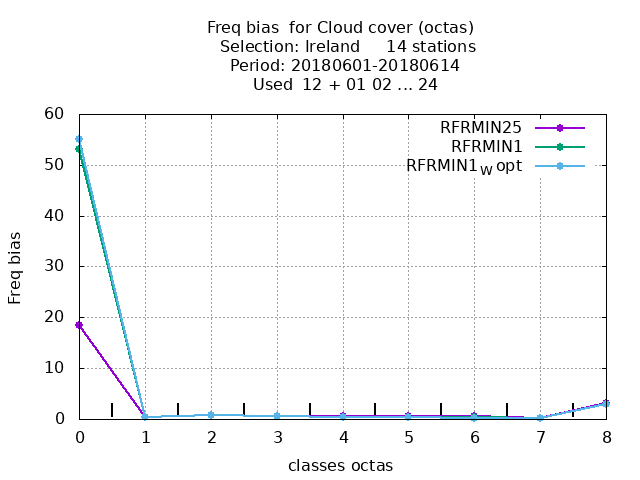 Freq bias  for Cloud cover (octas)
Selection: Ireland     14 stations
Period: 20180601-20180614
Used  12 + 01 02 ... 24
RFRMIN25
RFRMIN1
RFRMIN1W opt
60
50
40
30
20
10
0
Freq bias
0 1 2 3 4 5 6 7 8
classes octas